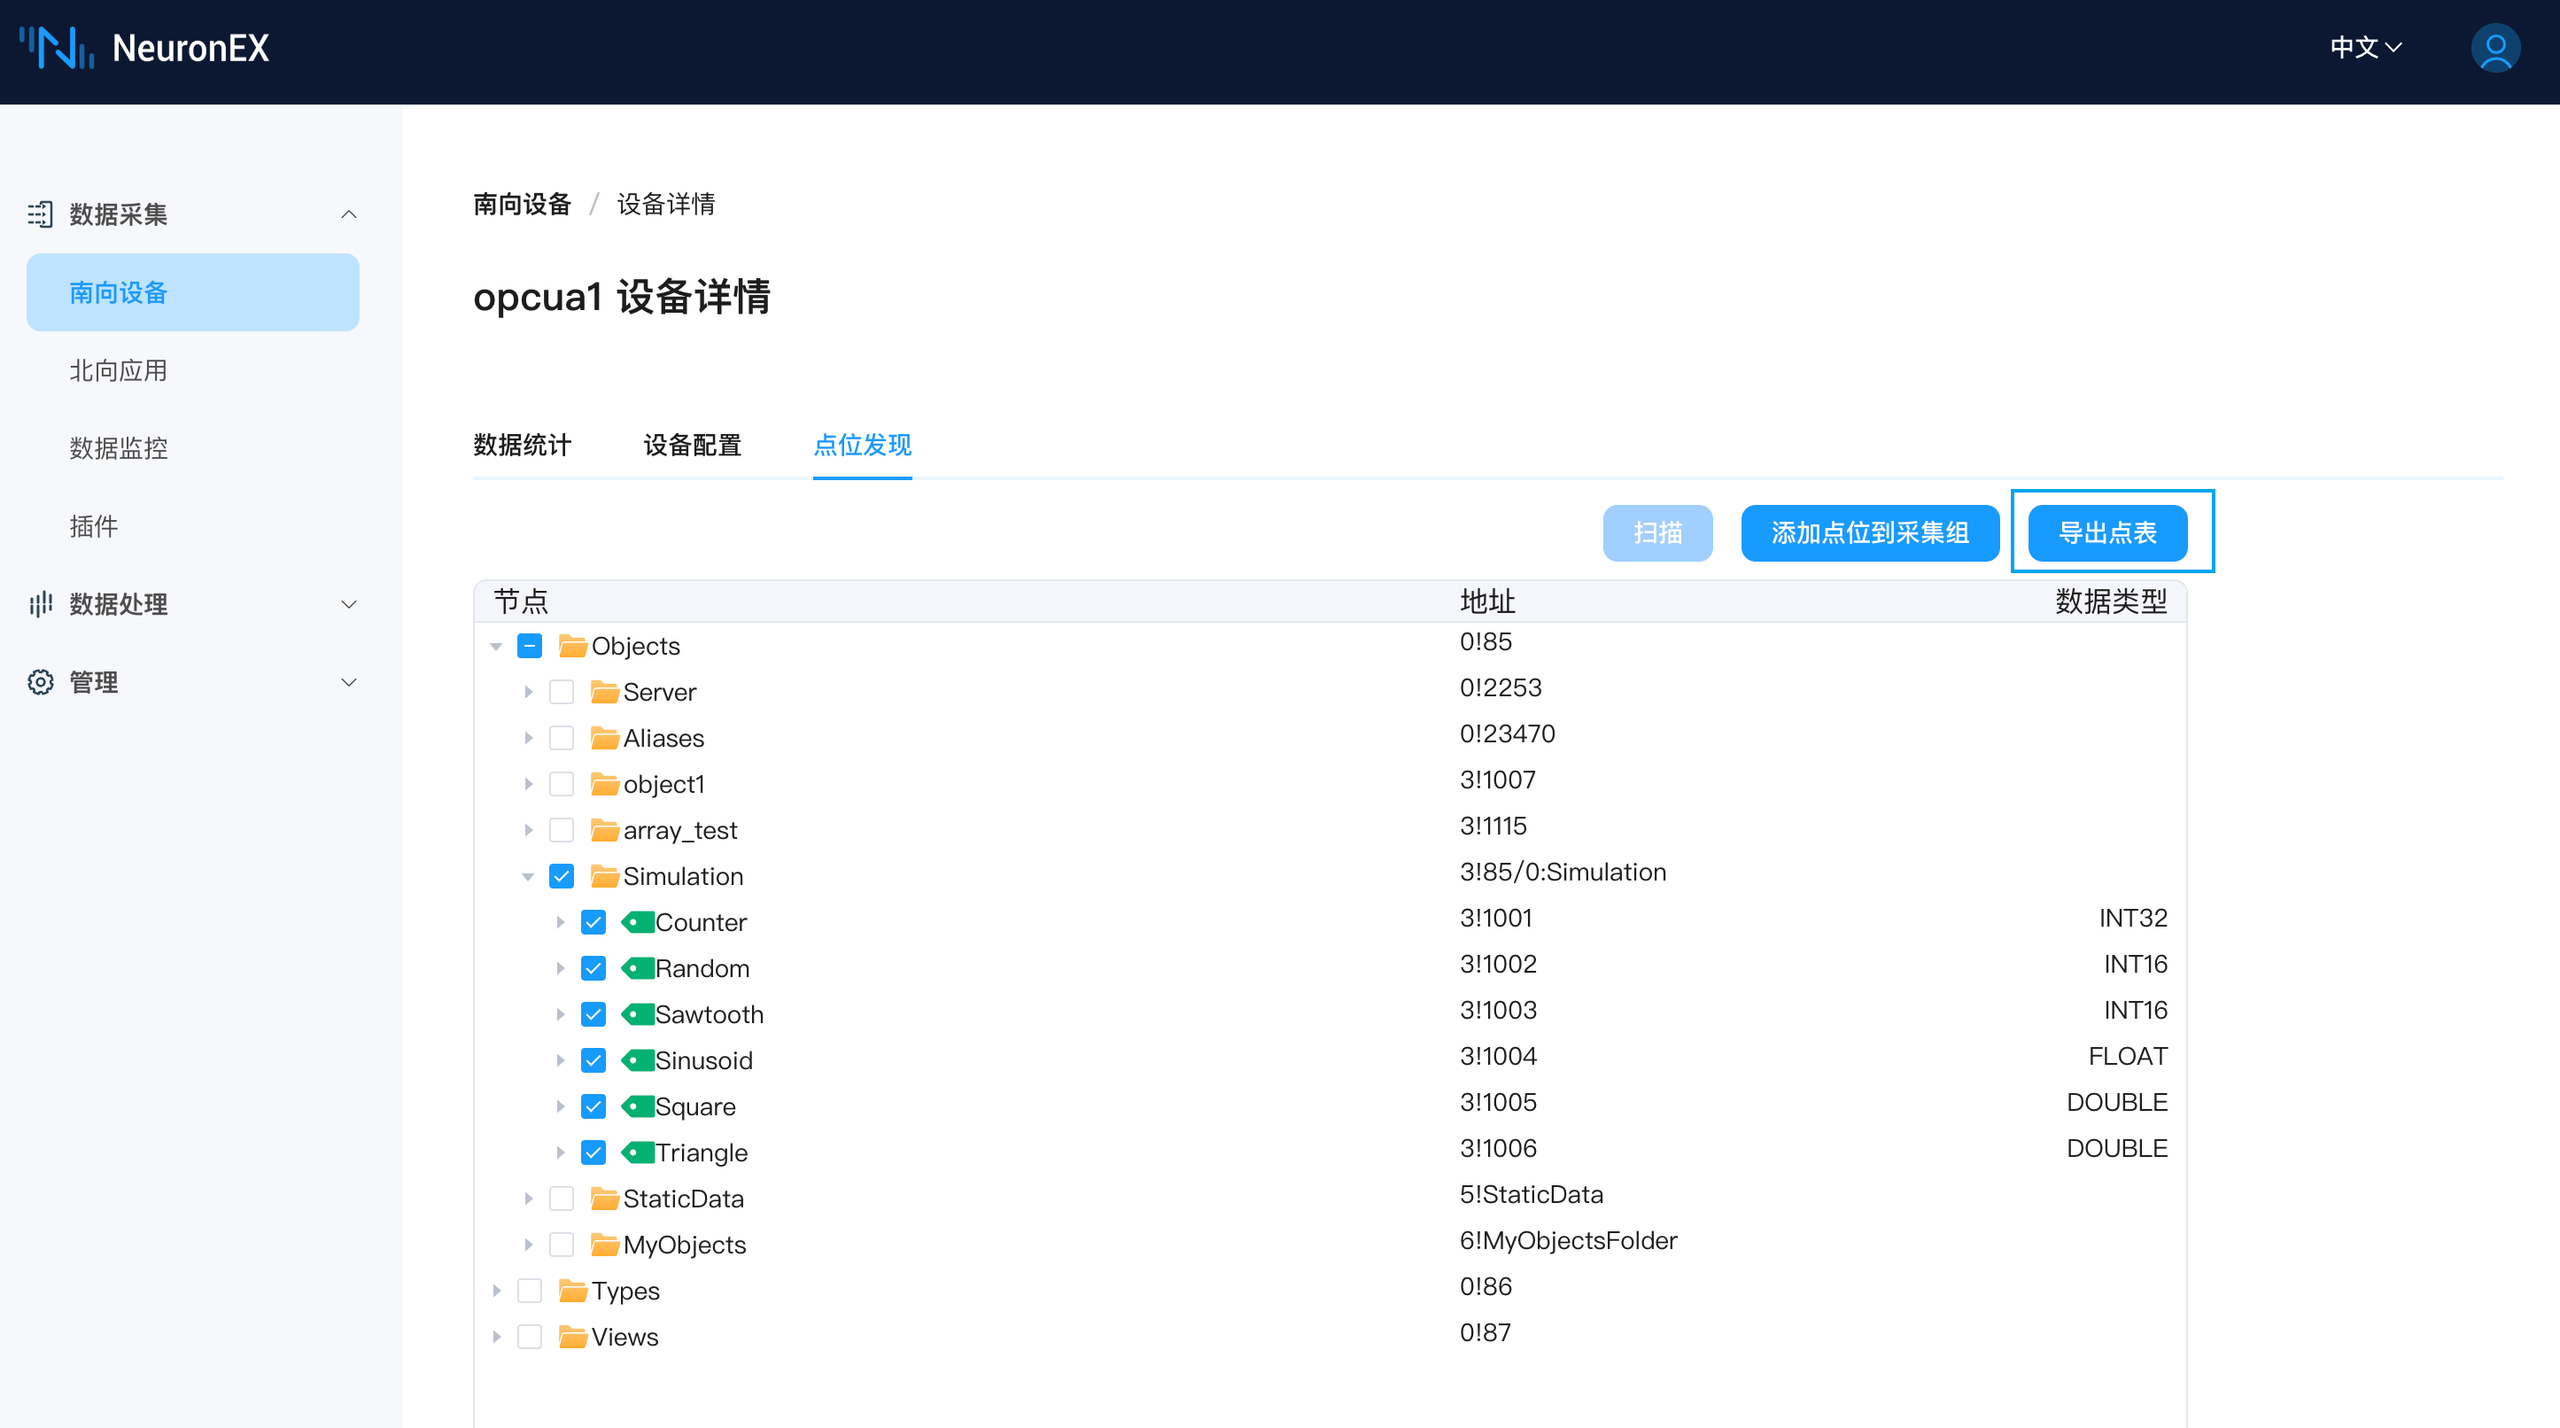 NeuronEX
中文
数据采集
南向设备
北向应用
数据监控
插件
数据处理
管理
南向设备 / 设备详情
opcua1 设备详情
数据统计 设备配置 点位发现
扫描 添加点位到采集组 导出点表
节点 地址 数据类型
Objects 0!85
Server 0!2253
Aliases 0!23470
object1 3!1007
array_test 3!1115
Simulation 3!85/0:Simulation
Counter 3!1001 INT32
Random 3!1002 INT16
Sawtooth 3!1003 INT16
Sinusoid 3!1004 FLOAT
Square 3!1005 DOUBLE
Triangle 3!1006 DOUBLE
StaticData 5!StaticData
MyObjects 6!MyObjectsFolder
Types 0!86
Views 0!87